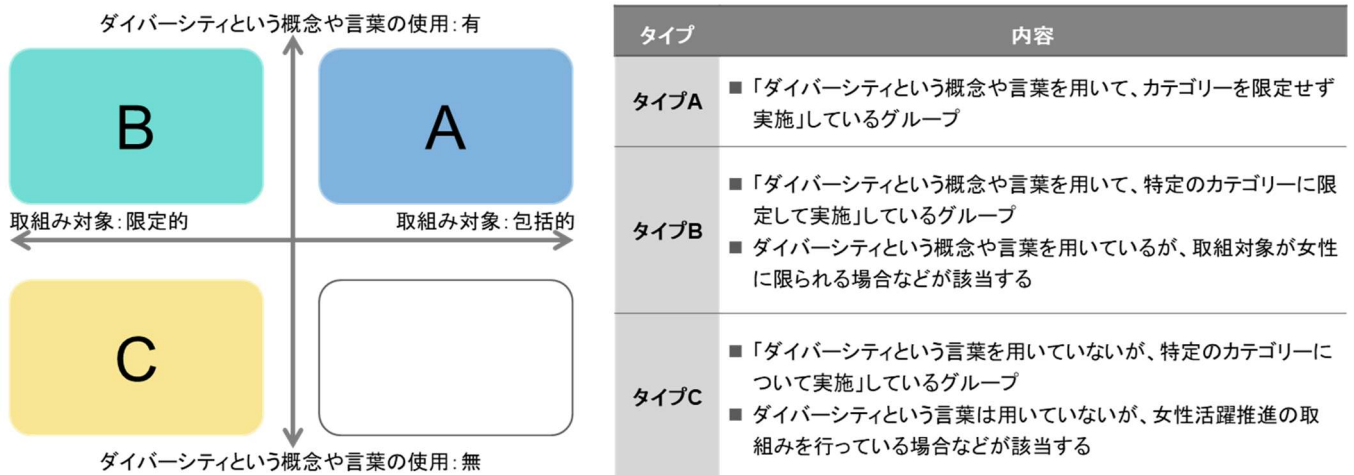 ダイバーシティという概念や言葉の使用:有
B
A
取組み対象:限定的
取組み対象:包括的
C
ダイバーシティという概念や言葉の使用:無
タイプ 内容
タイプA
■ 「ダイバーシティという概念や言葉を用いて、カテゴリーを限定せず
実施」しているグループ
タイプB
■ 「ダイバーシティという概念や言葉を用いて、特定のカテゴリーに限
定して実施」しているグループ
■ ダイバーシティという概念や言葉を用いているが、取組対象が女性
に限られる場合などが該当する
タイプC
■ 「ダイバーシティという言葉を用いていないが、特定のカテゴリーに
ついて実施」しているグループ
■ ダイバーシティという言葉は用いていないが、女性活躍推進の取
組みを行っている場合などが該当する